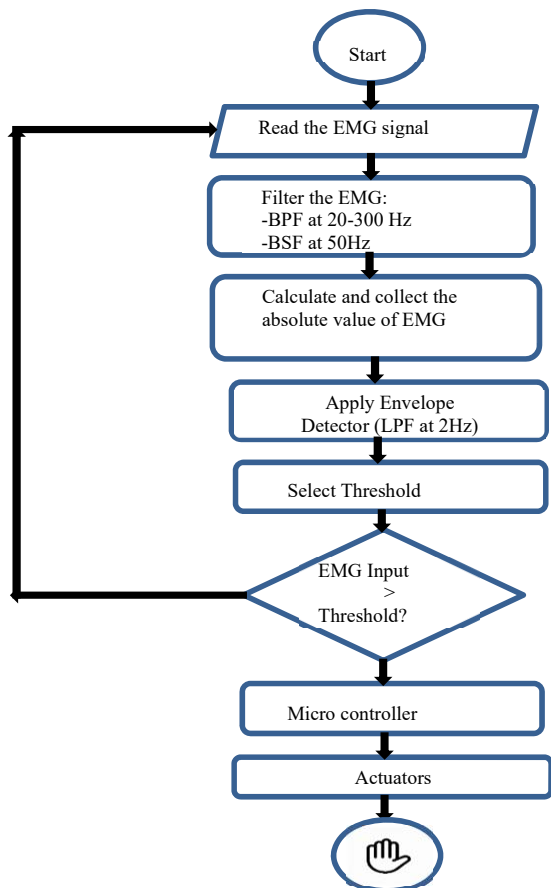 Start
Read the EMG signal
Filter the EMG:
-BPF at 20-300 Hz
-BSF at 50Hz
Calculate and collect the
absolute value of EMG
Apply Envelope
Detector (LPF at 2Hz)
Select Threshold
EMG Input
>
Threshold?
Micro controller
Actuators